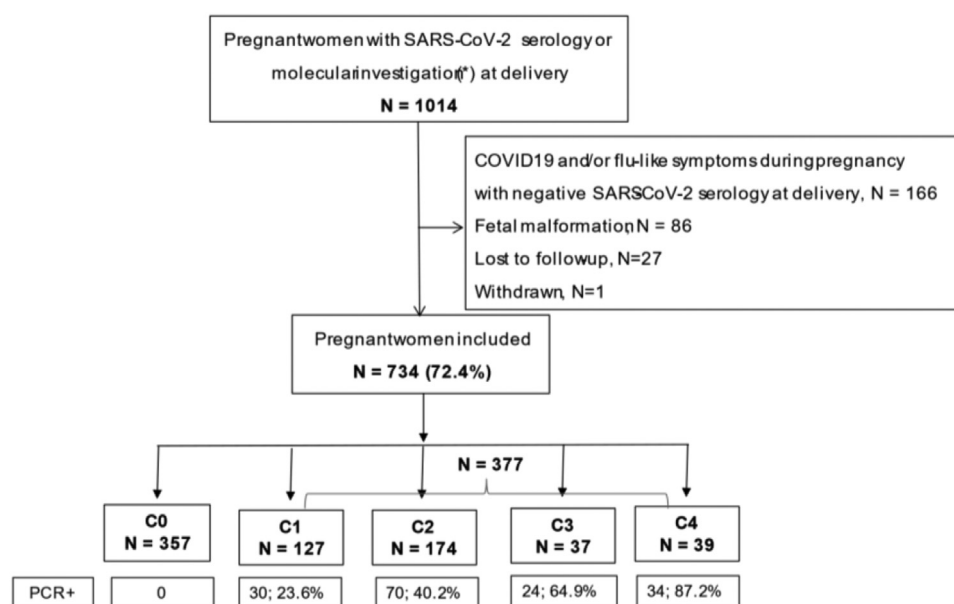 Pregnantwomen with SARS-CoV-2 serology or
molecularinvestigation(*) at delivery
N = 1014
COVID19 and/or flu-like symptoms duringpregnancy
with negative SARSCoV-2 serology at delivery, N = 166
Fetal malformation, N = 86
Lost to followup, N=27
Withdrawn, N=1
Pregnantwomen included
N = 734 (72.4%)
N = 377
C0
N = 357
C1
N = 127
C2
N = 174
C3
N = 37
C4
N = 39
PCR+
0
30; 23.6%
70; 40.2%
24; 64.9%
34; 87.2%